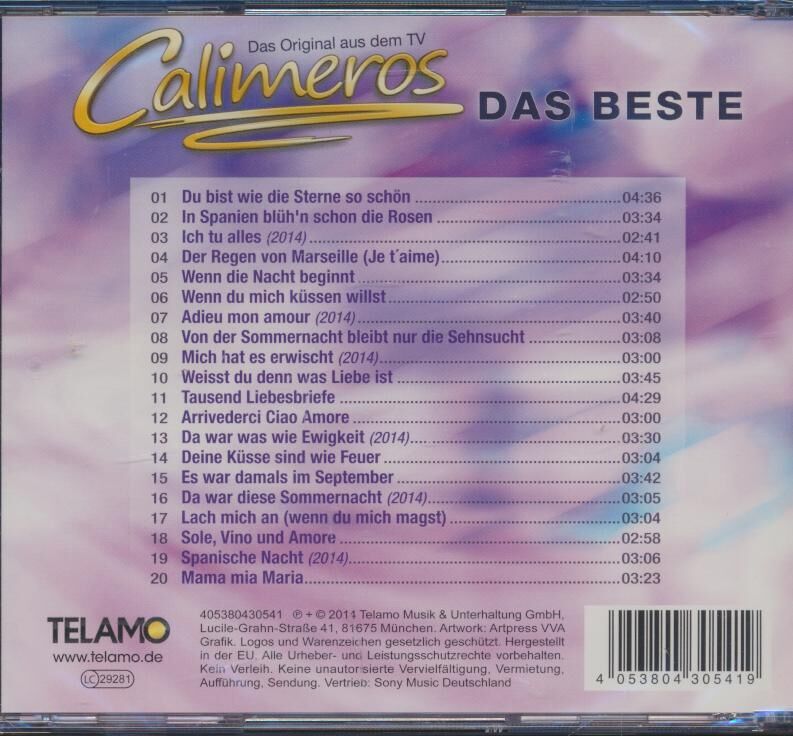 Das Original aus dem TV
Calimeros
DAS BESTE
01 Du bist wie die Sterne so schön 04:36
02 In Spanien blüh'n schon die Rosen 03:34
03 Ich tu alles (2014) 02:41
04 Der Regen von Marseille (Je t´aime) 04:10
05 Wenn die Nacht beginnt 03:34
06 Wenn du mich küssen willst 02:50
07 Adieu mon amour (2014) 03:40
08 Von der Sommernacht bleibt nur die Sehnsucht 03:08
09 Mich hat es erwischt (2014) 03:00
10 Weisst du denn was Liebe ist 03:45
11 Tausend Liebesbriefe 04:29
12 Arrivederci Ciao Amore 03:00
13 Da war was wie Ewigkeit (2014) 03:30
14 Deine Küsse sind wie Feuer 03:04
15 Es war damals im September 03:42
16 Da war diese Sommernacht (2014) 03:05
17 Lach mich an (wenn du mich magst) 03:04
18 Sole, Vino und Amore 02:58
19 Spanische Nacht (2014) 03:06
20 Mama mia Maria 03:23
TELAMO
www.telamo.de
LC 29281
405380430541 ℗ + © 2014 Telamo Musik & Unterhaltung GmbH,
Lucile-Grahn-Straße 41, 81675 München. Artwork: Artpress VVA
Grafik. Logos und Warenzeichen gesetzlich geschützt. Hergestellt
in der EU. Alle Urheber- und Leistungsschutzrechte vorbehalten.
Kein Verleih. Keine unautorisierte Vervielfältigung, Vermietung,
Aufführung, Sendung. Vertrieb: Sony Music Deutschland
4 053804 305419